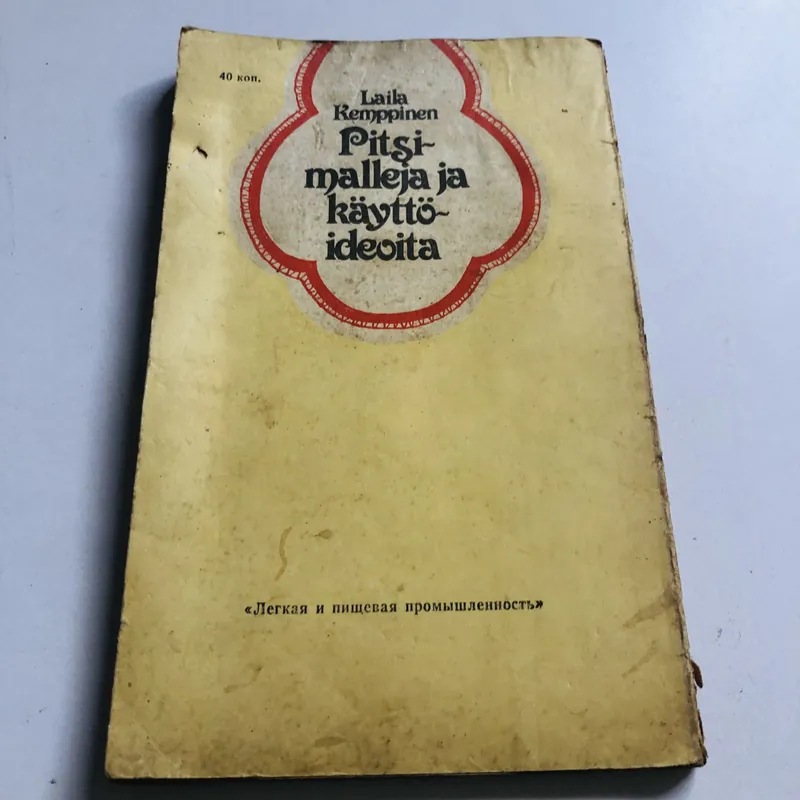 40 коп.
Laila
Kemppinen
Pitsi-
malleja ja
käyttö-
ideoita
«Легкая и пищевая промышленность»